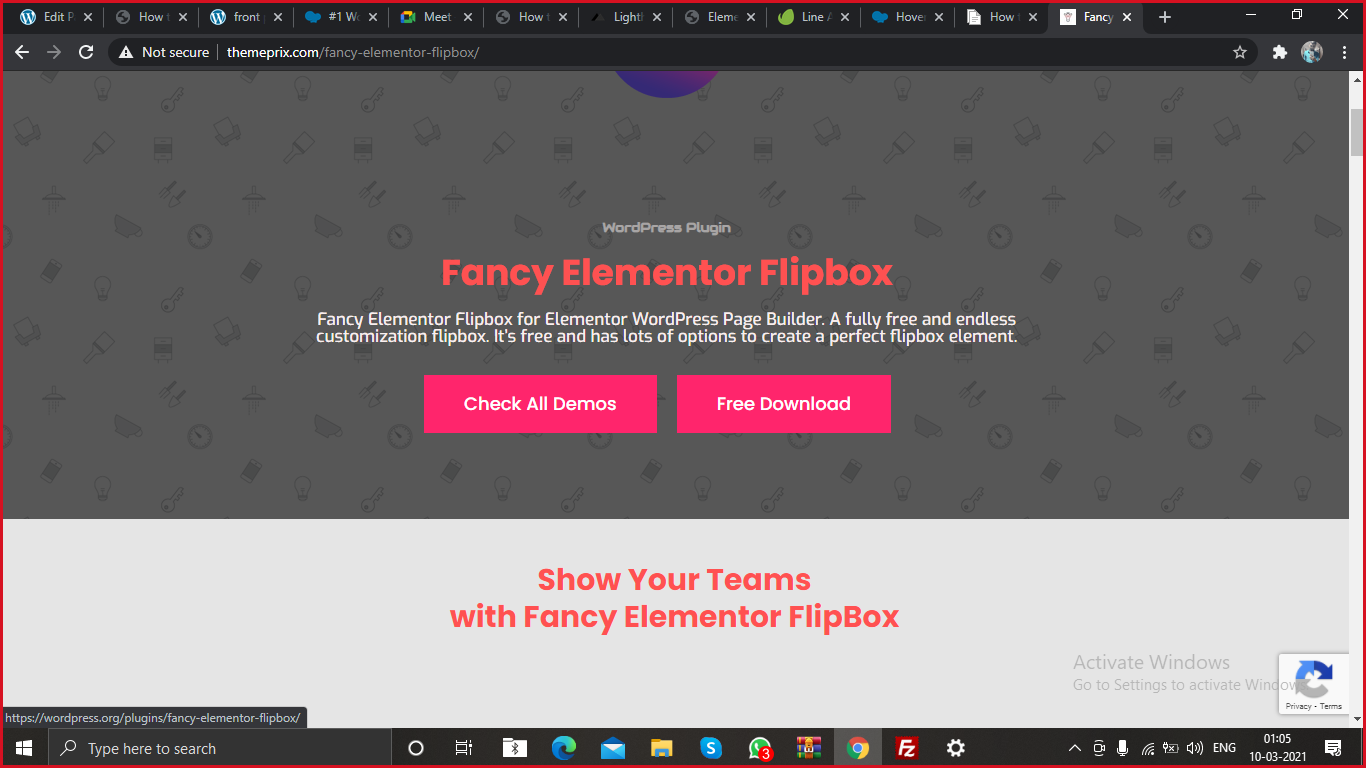 Edit P
How t
front
#1 Wo
Meet
How t
Lightl
Eleme
Line A
Hover
How t
Fancy
Not secure
themeprix.com/fancy-elementor-flipbox/
WordPress Plugin
Fancy Elementor Flipbox
Fancy Elementor Flipbox for Elementor WordPress Page Builder. A fully free and endless
customization flipbox. It's free and has lots of options to create a perfect flipbox element.
Check All Demos
Free Download
Show Your Teams
with Fancy Elementor FlipBox
Activate Windows
Go to Settings to activate Windows
Privacy - Terms
https://wordpress.org/plugins/fancy-elementor-flipbox/
Type here to search
3
ENG
01:05
10-03-2021